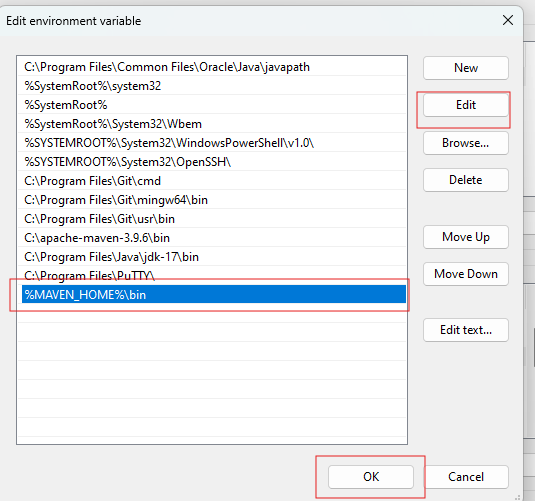 Edit environment variable
C:\Program Files\Common Files\Oracle\Java\javapath
%SystemRoot%\system32
%SystemRoot%
%SystemRoot%\System32\Wbem
%SYSTEMROOT%\System32\WindowsPowerShell\v1.0\
%SYSTEMROOT%\System32\OpenSSH\
C:\Program Files\Git\cmd
C:\Program Files\Git\mingw64\bin
C:\Program Files\Git\usr\bin
C:\apache-maven-3.9.6\bin
C:\Program Files\Java\jdk-17\bin
C:\Program Files\PuTTY\
%MAVEN_HOME%\bin
New
Edit
Browse...
Delete
Move Up
Move Down
Edit text...
OK
Cancel